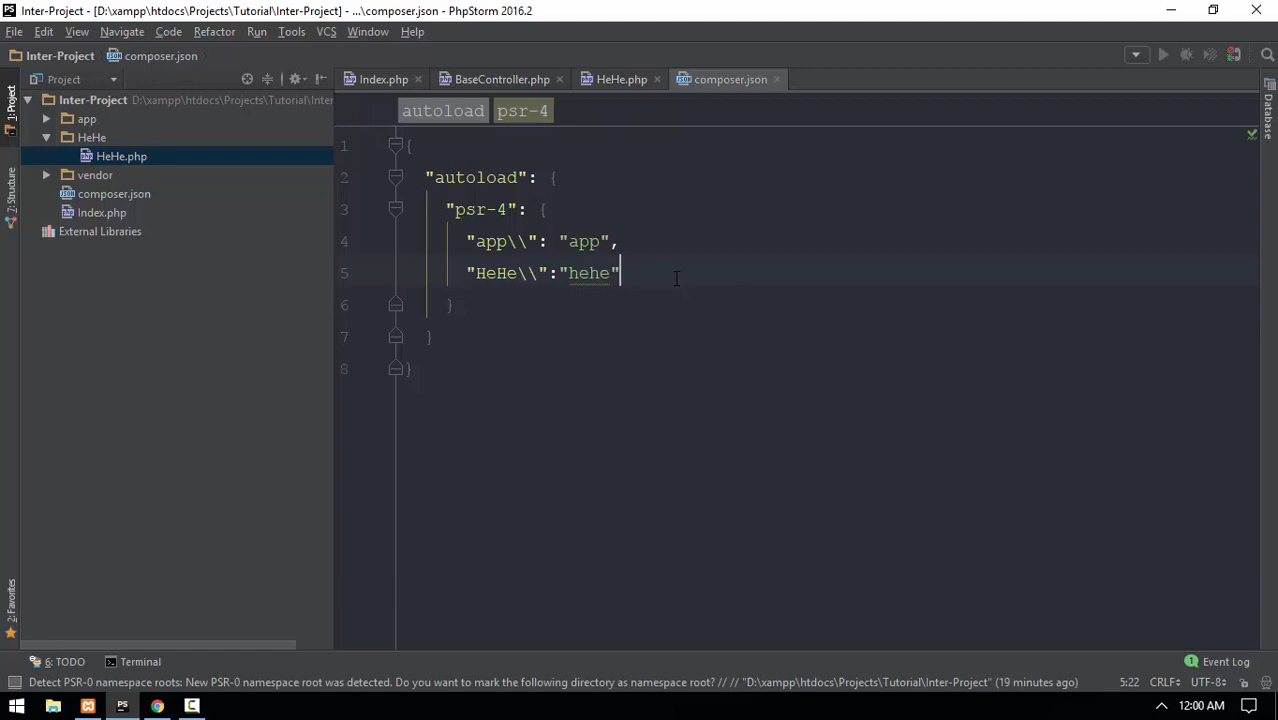 Inter-Project - [D:\xampp\htdocs\Projects\Tutorial\Inter-Project] - ...\composer.json - PhpStorm 2016.2
File Edit View Navigate Code Refactor Run Tools VCS Window Help
Inter-Project composer.json
Project
Index.php BaseController.php HeHe.php composer.json
1: Project
Inter-Project D:\xampp\htdocs\Projects\Tutorial\Inter
app
HeHe
HeHe.php
vendor
composer.json
Index.php
External Libraries
7: Structure
2: Favorites
Database
autoload psr-4
1 {
2 "autoload": {
3 "psr-4": {
4 "app\\": "app",
5 "HeHe\\":"hehe"
6 }
7 }
8 }
6: TODO Terminal 1 Event Log
Detect PSR-0 namespace roots: New PSR-0 namespace root was detected. Do you want to mark the following directory as namespace root? // // "D:\xampp\htdocs\Projects\Tutorial\Inter-Project" (19 minutes ago) 5:22 CRLF UTF-8
12:00 AM